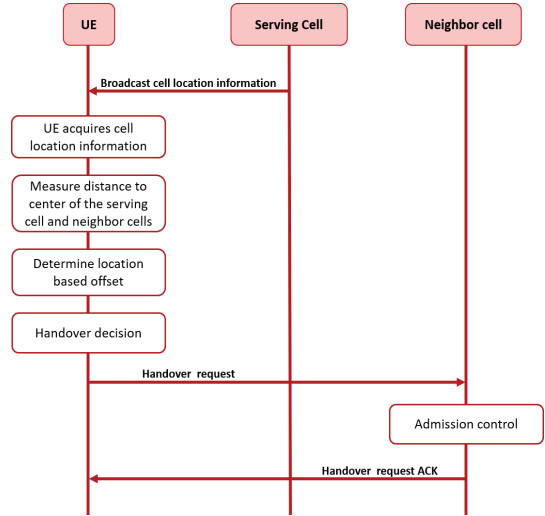 UE
Serving Cell
Neighbor cell
Broadcast cell location information
UE acquires cell
location information
Measure distance to
center of the serving
cell and neighbor cells
Determine location
based offset
Handover decision
Handover request
Admission control
Handover request ACK